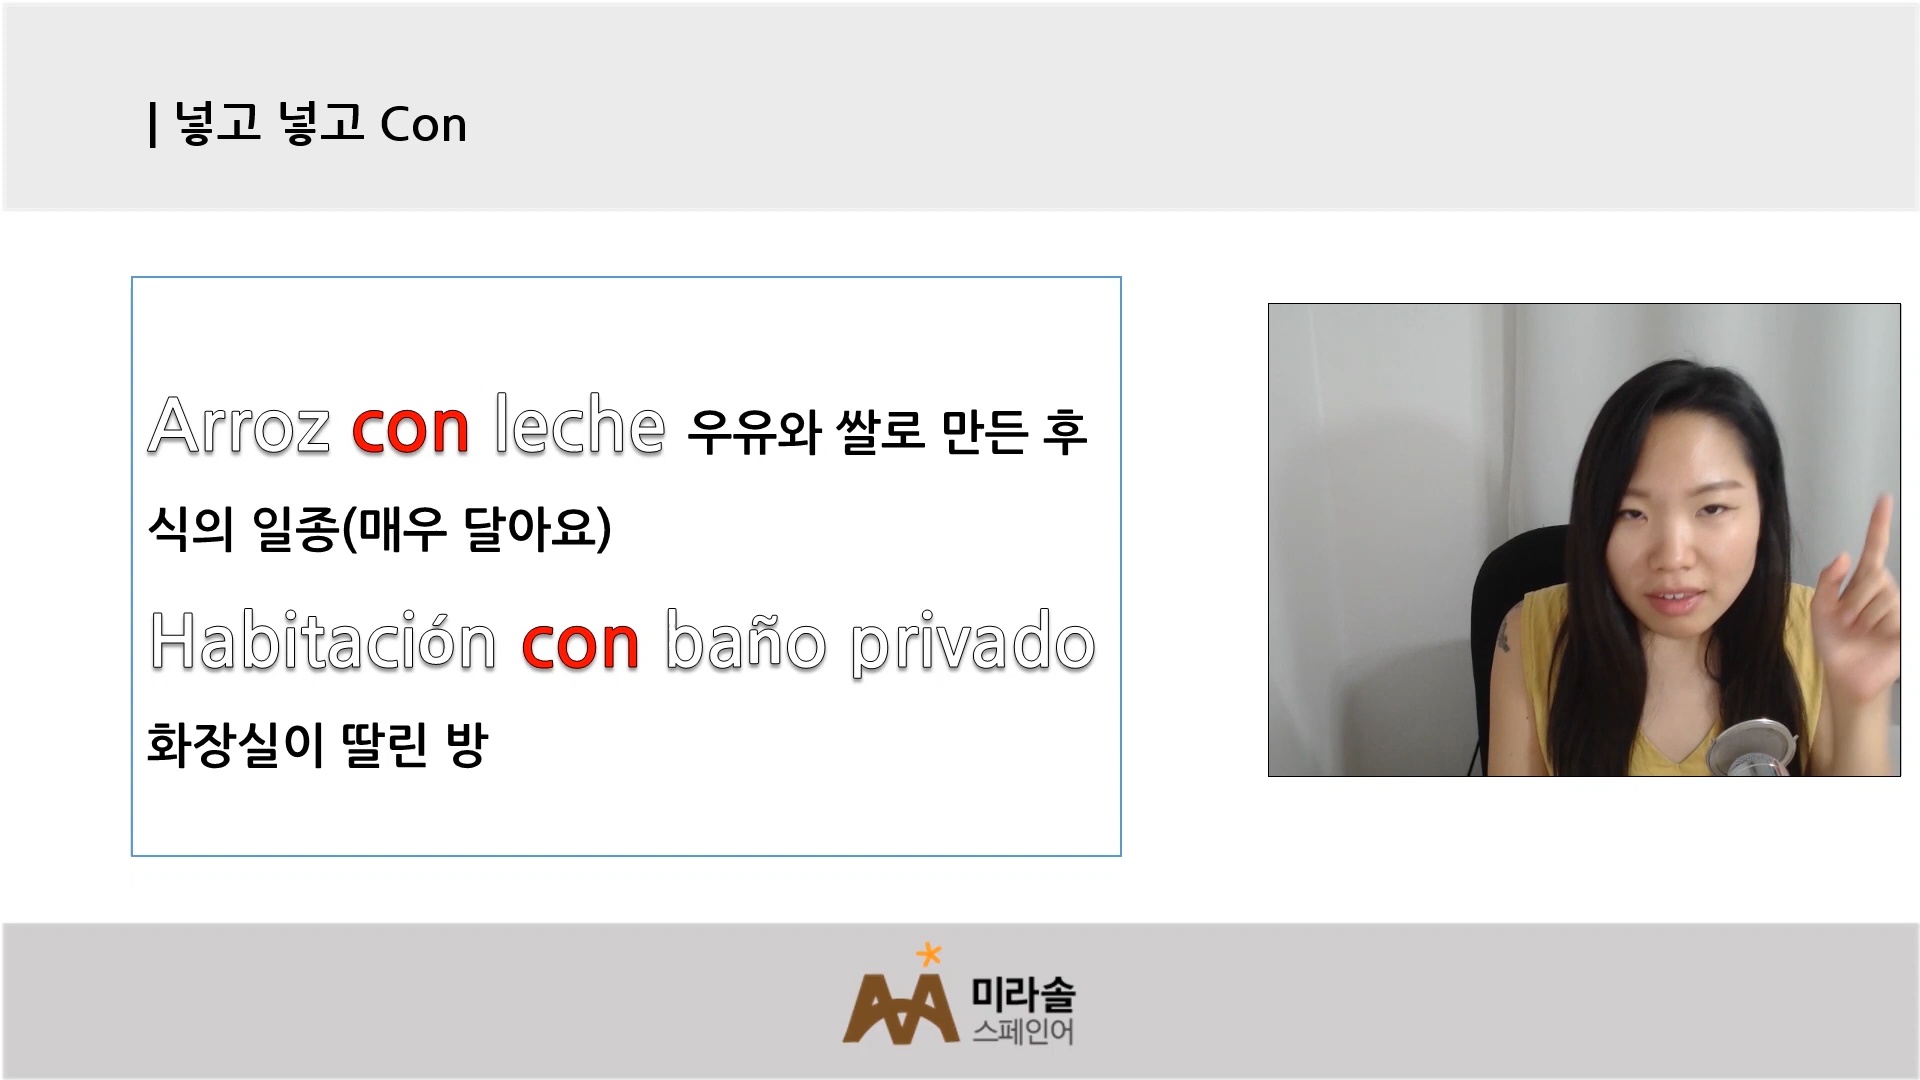 | 넣고 넣고 Con
Arroz con leche 우유와 쌀로 만든 후
식의 일종(매우 달아요)
Habitación con baño privado
화장실이 딸린 방
미라솔
스페인어